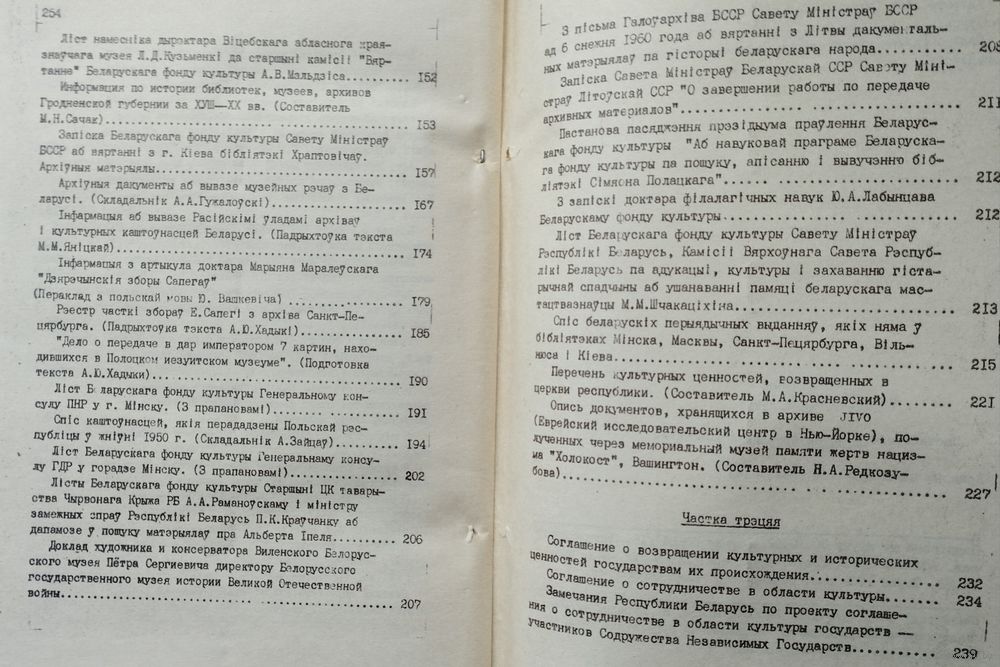 254
Ліст намесніка дырэктара Віцебскага абласнога края-
знаўчага музея Л.Д.Кузьменкі да старшыні камісіі "Вяр-
танне" Беларускага фонду культуры А.В.Мальдзіса.......... 152
Информация по истории библиотек, музеев, архивов
Гродненской губернии за ХУШ—ХХ вв. (Составитель
М.Н.Сачак)................................... 153
Запіска Беларускага фонду культуры Савету Міністраў
БССР аб вяртанні з г. Кіева бібліятэкі Храптовічаў.
Архіўныя матэрыялы................................ 157
Архіўныя дакументы аб вывазе музейных рэчаў з Бе-
ларусі. (Складальнік А.А.Гужалоўскі)..................... 167
Інфармацыя аб вывазе Расійскімі ўладамі архіваў
і культурных каштоўнасцей Беларусі. (Падрыхтоўка тэкста
М.М.Яніцкай)................................... 174
Інфармацыя з артыкула доктара Марыяна Маралеўскага
"Дзярэчынскія зборы Сапегаў"
(Пераклад з польскай мовы Ю. Вашкевіча) ................ 179
Рэестр часткі збораў Е.Сапегі з архіва Санкт-Пе-
цярбурга. (Падрыхтоўка тэкста А.Ю.Хадыкі)................ 185
"Дело о передаче в дар императором 7 картин, нахо-
дившихся в Полоцком иезуитском музеуме". (Подготовка
текста А.Ю.Хадыки)................................ 190
Ліст Беларускага фонду культуры Генеральному кон-
сулу ПНР у г. Мінску. (З прапановамі).................... 191
Спіс каштоўнасцей, якія перададзены Польскай рэс-
публіцы ў жніўні 1950 г. (Складальнік А.Зайцаў).......... 194
Ліст Беларускага фонду культуры Генеральнаму консу-
лу ГДР у горадзе Мінску. (З прапановамі)................. 202
Лісты Беларускага фонду культуры Старшыні ЦК тавары-
ства Чырвонага Крыжа РБ А.А.Раманоўскаму і міністру
замежных спраў Рэспублікі Беларусь П.К.Краўчанку аб
дапамозе ў пошуку матэрыялаў пра Альберта Іпеля.......... 206
Доклад художника и консерватора Виленского Белорус-
ского музея Пётра Сергиевича директору Белорусского
государственного музея истории Великой Отечественной
войны............................................ 207
З пісьма Галоўархіва БССР Савету Міністраў БССР
ад 6 снежня 1960 года аб вяртанні з Літвы дакументаль-
ных матэрыялаў па гісторыі беларускага народа........... 208
Запіска Савета Міністраў Беларускай ССР Савету Міні-
страў Літоўскай ССР "О завершении работы по передаче
архивных материалов".............................. 211
Пастанова пасяджэння прэзідыума праўлення Беларус-
кага фонду культуры "Аб навуковай праграме Беларуска-
га фонду культуры па пошуку, апісанню і вывучэнню біб-
ліятэкі Сімяона Полацкага"........................... 212
З запіскі доктара філалагічных навук Ю.А.Лабынцава
Беларускаму фонду культуры........................... 212
Ліст Беларускага фонду культуры Савету Міністраў
Рэспублікі Беларусь, Камісіі Вярхоўнага Савета Рэспуб-
лікі Беларусь па адукацыі, культуры і захаванню гіста-
рычнай спадчыны аб ушанаванні памяці беларускага мас-
тацтвазнаўцы М.М.Шчакаціхіна........................ 213
Спіс беларускіх перыядычных выданняў, якіх няма ў
бібліятэках Мінска, Масквы, Санкт-Пецярбурга, Віль-
нюса і Кіева..................................... 215
Перечень культурных ценностей, возвращенных в
церкви республики. (Составитель М.А.Красневский)........ 221
Опись документов, хранящихся в архиве JIVO
(Еврейский исследовательский центр в Нью-Йорке), по-
лученных через мемориальный музей памяти жертв нациз-
ма "Холокост", Вашингтон. (Составитель Н.А.Редкозу-
бова)........................................... 227
Частка трэцяя
Соглашение о возвращении культурных и исторических
ценностей государствам их происхождения............... 232
Соглашение о сотрудничестве в области культуры....... 234
Замечания Республики Беларусь по проекту соглаше-
ния о сотрудничестве в области культуры государств —
участников Содружества Независимых Государств........... 239